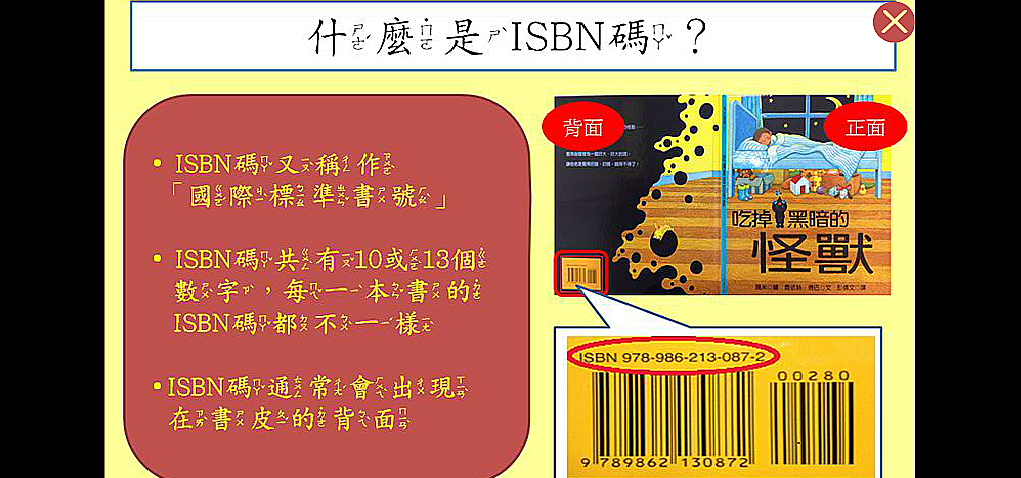 什麼是ISBN碼？
• ISBN碼又稱作
「國際標準書號」
• ISBN碼共有10或13個
數字，每一本書的
ISBN碼都不一樣
• ISBN碼通常會出現
在書皮的背面
背面
正面
吃掉黑暗的
怪獸
ISBN 978-986-213-087-2
00280
9 789862 130872